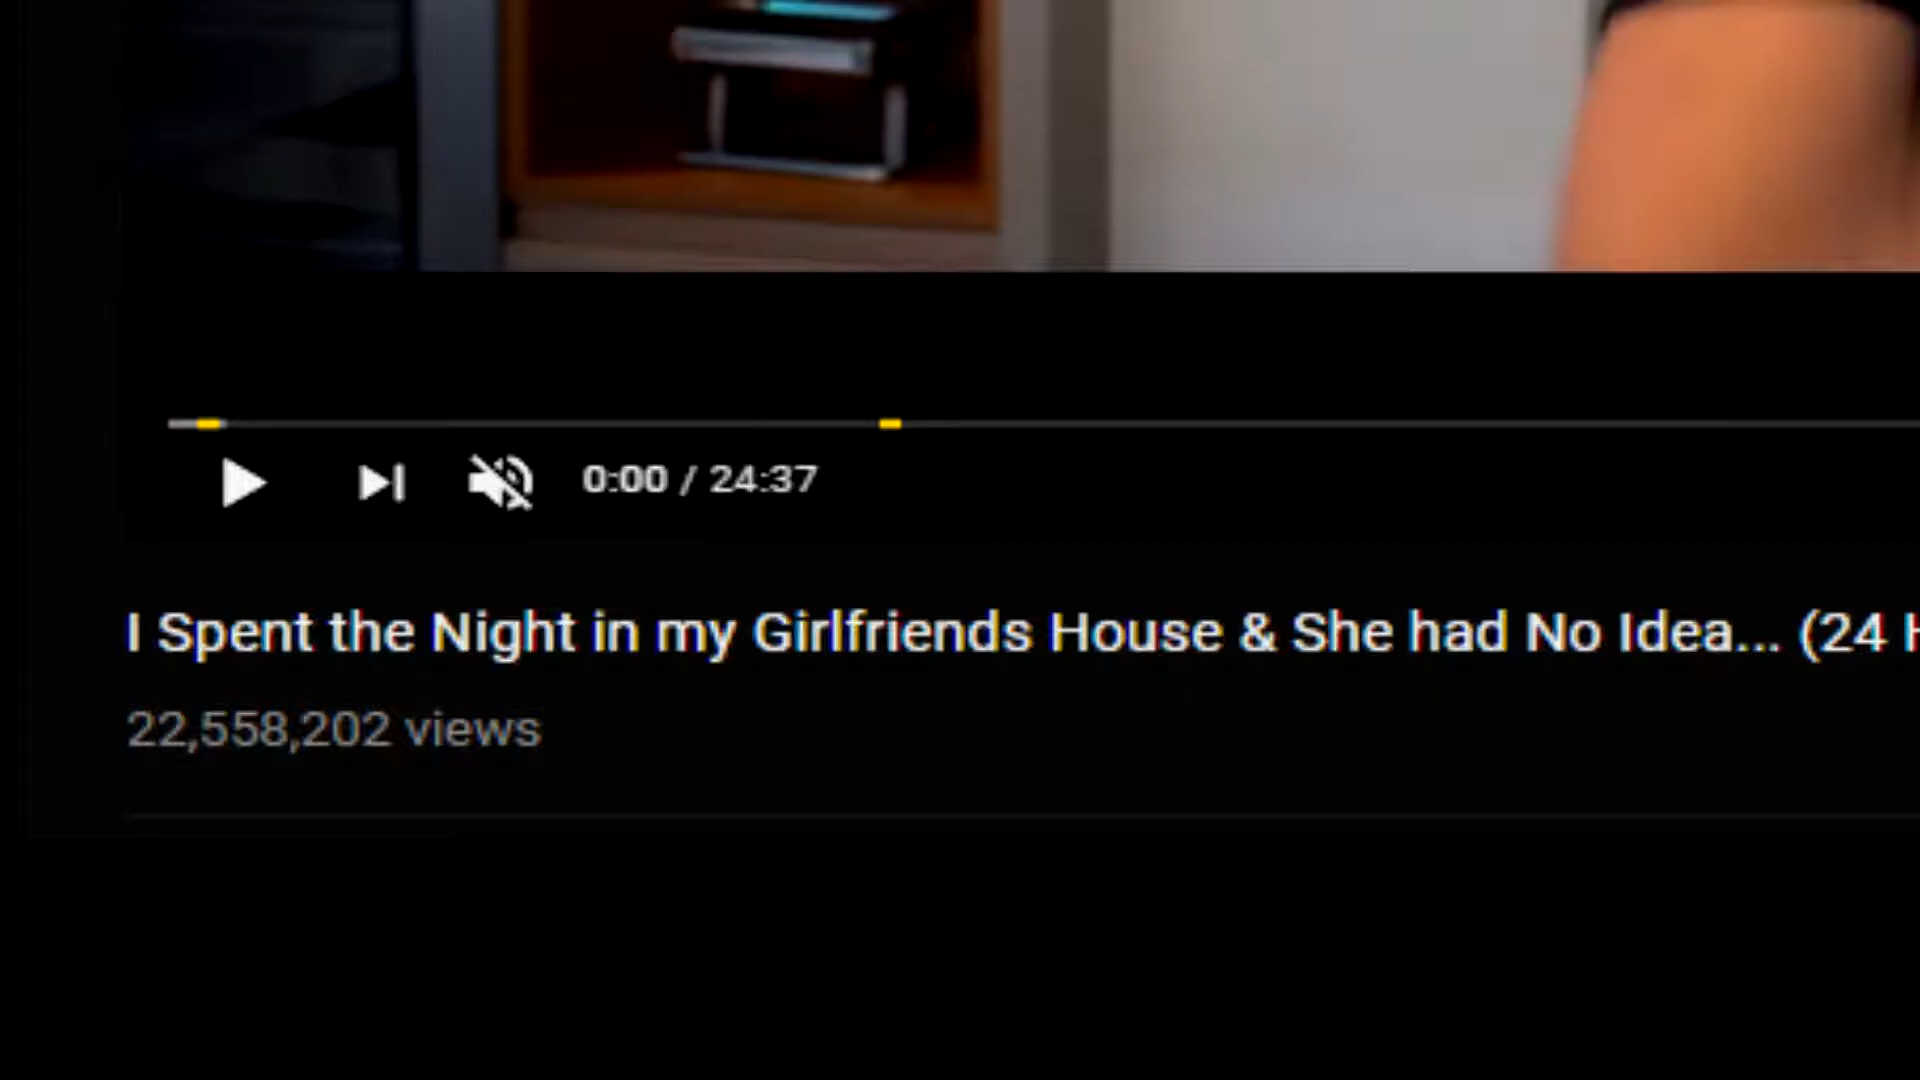 0:00 / 24:37
I Spent the Night in my Girlfriends House & She had No Idea... (24
22,558,202 views